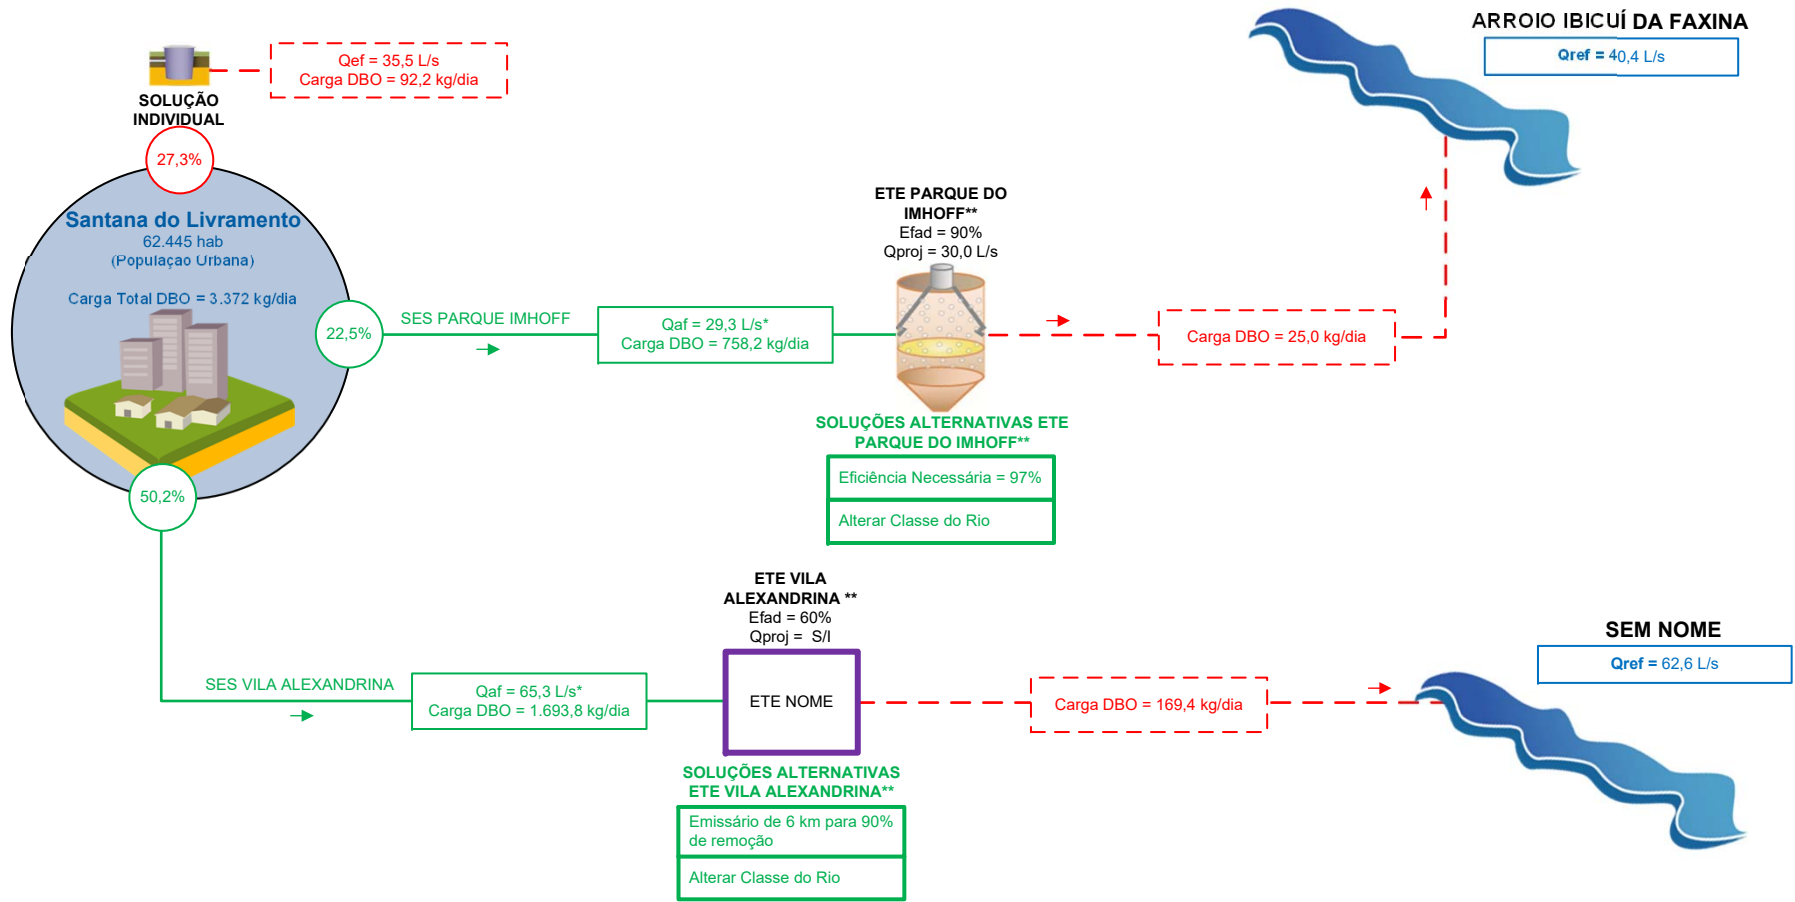 ARROIO IBICUÍ DA FAXINA
Qref = 40,4 L/s
Qef = 35,5 L/s
Carga DBO = 92,2 kg/dia
SOLUÇÃO
INDIVIDUAL
27,3%
Santana do Livramento
62.445 hab
(População Urbana)
Carga Total DBO = 3.372 kg/dia
22,5%
SES PARQUE IMHOFF
Qaf = 29,3 L/s*
Carga DBO = 758,2 kg/dia
ETE PARQUE DO
IMHOFF**
Efad = 90%
Qproj = 30,0 L/s
Carga DBO = 25,0 kg/dia
SOLUÇÕES ALTERNATIVAS ETE
PARQUE DO IMHOFF**
Eficiência Necessária = 97%
Alterar Classe do Rio
50,2%
SES VILA ALEXANDRINA
Qaf = 65,3 L/s*
Carga DBO = 1.693,8 kg/dia
ETE VILA
ALEXANDRINA **
Efad = 60%
Qproj = S/I
ETE NOME
Carga DBO = 169,4 kg/dia
SEM NOME
Qref = 62,6 L/s
SOLUÇÕES ALTERNATIVAS
ETE VILA ALEXANDRINA**
Emissário de 6 km para 90%
de remoção
Alterar Classe do Rio